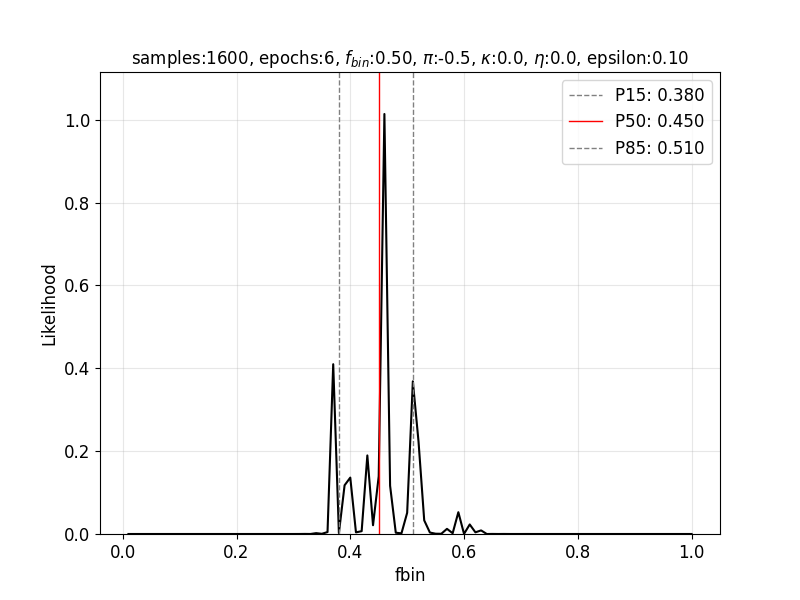 samples:1600, epochs:6, f_bin:0.50, π:-0.5, κ:0.0, η:0.0, epsilon:0.10
P15: 0.380
P50: 0.450
P85: 0.510
1.0
0.8
0.6
0.4
0.2
0.0
Likelihood
0.0 0.2 0.4 0.6 0.8 1.0
fbin